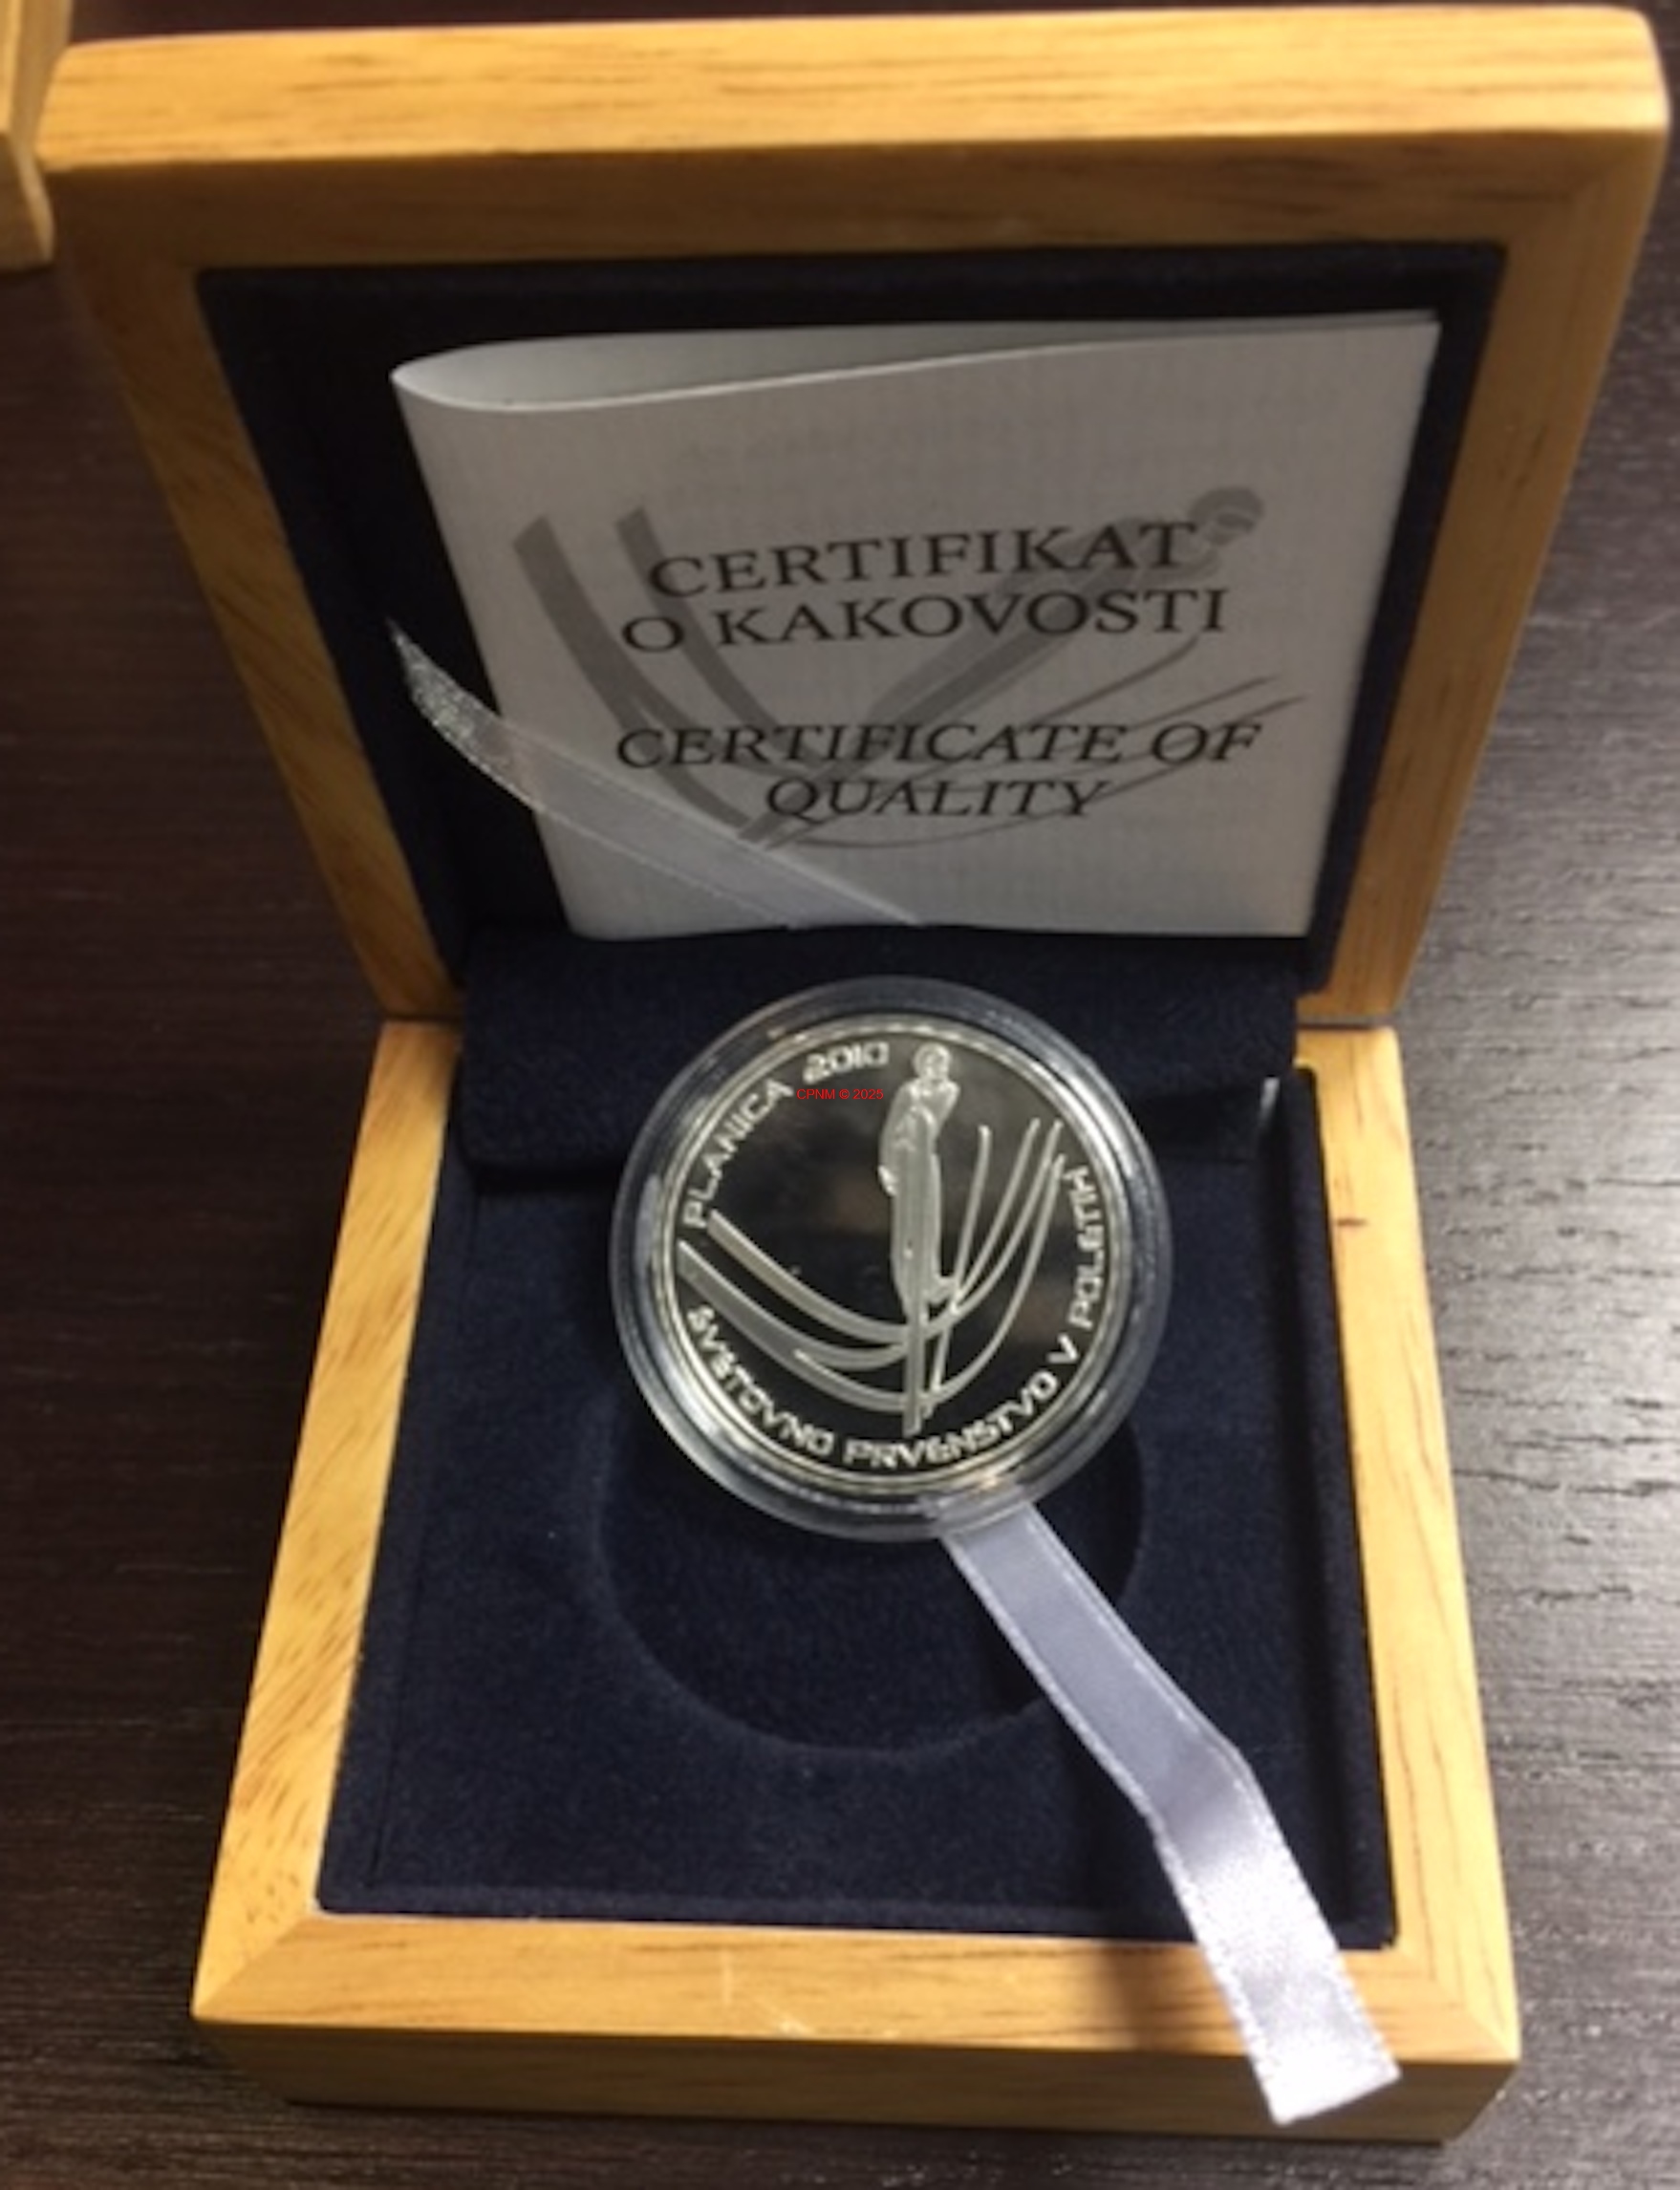 CERTIFIKAT
O KAKOVOSTI
CERTIFICATE OF
QUALITY
PLANICA 2010
CPNM © 2025
SVETOVNO PRVENSTVO V POLETIH